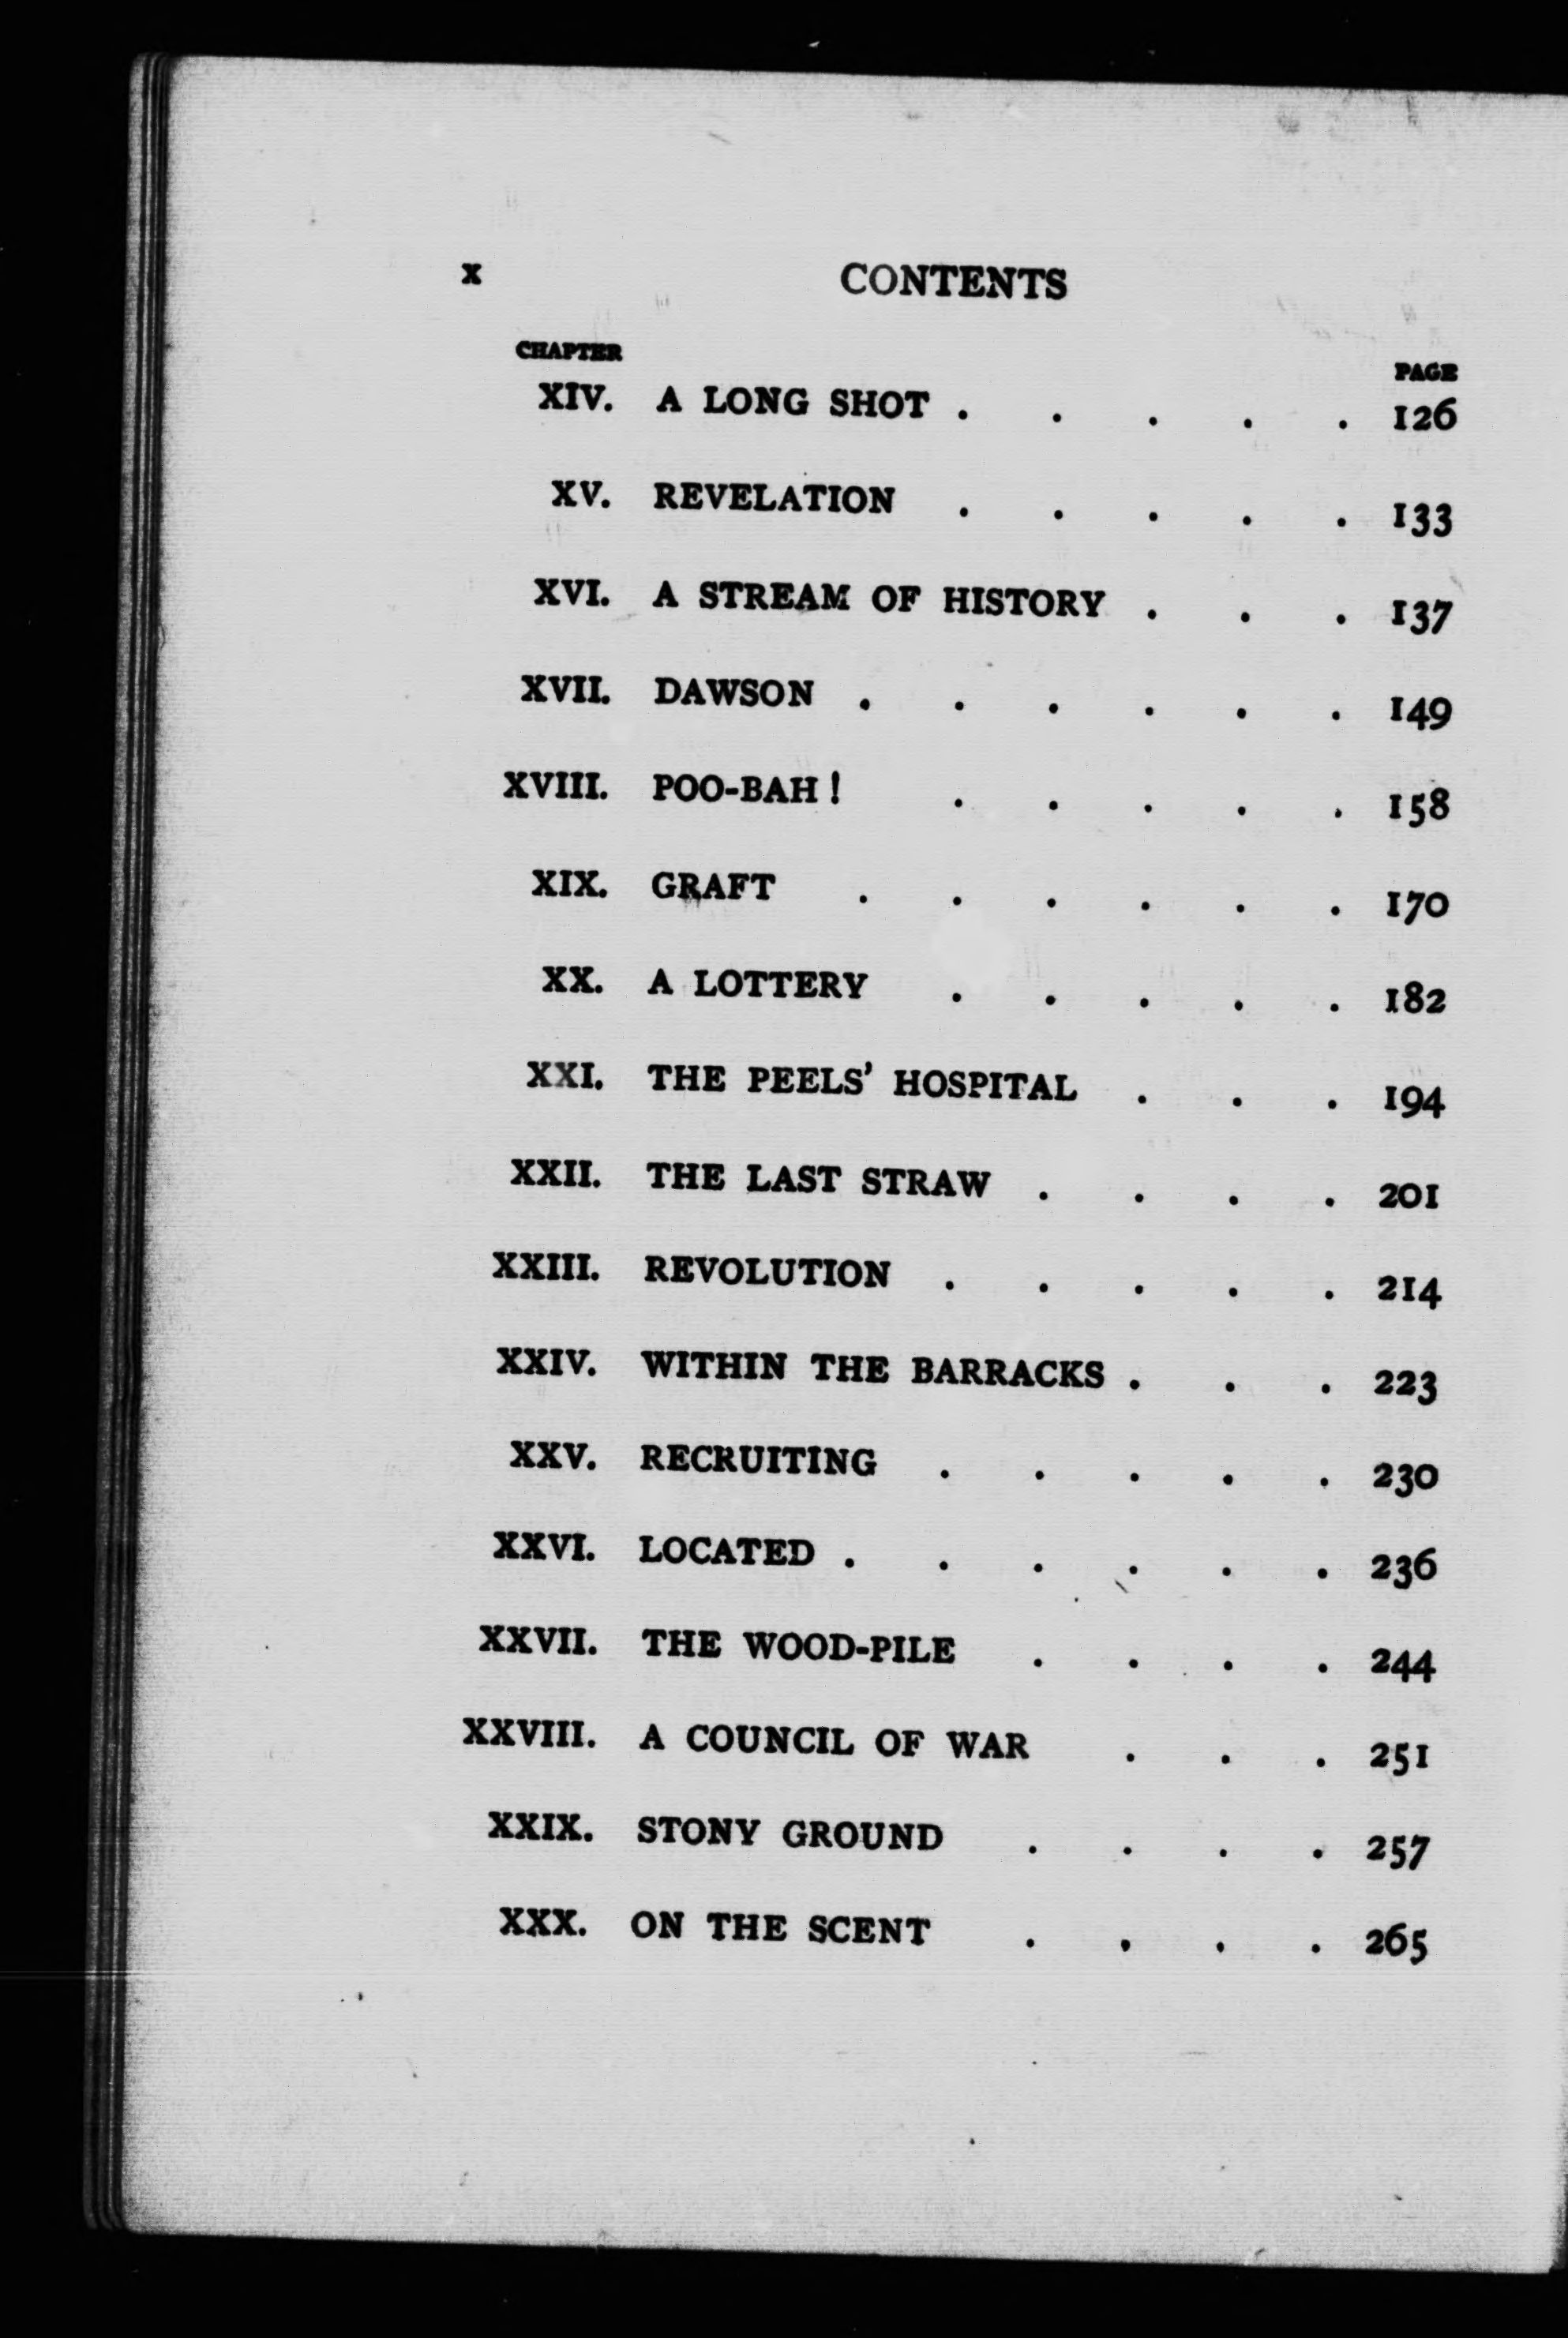 x CONTENTS
CHAPTER PAGE
XIV. A LONG SHOT . . . . . 126
XV. REVELATION . . . . . 133
XVI. A STREAM OF HISTORY . . . 137
XVII. DAWSON . . . . . . 149
XVIII. POO-BAH! . . . . . 158
XIX. GRAFT . . . . . . 170
XX. A LOTTERY . . . . . 182
XXI. THE PEELS' HOSPITAL . . . 194
XXII. THE LAST STRAW . . . . 201
XXIII. REVOLUTION . . . . . 214
XXIV. WITHIN THE BARRACKS . . . 223
XXV. RECRUITING . . . . . 230
XXVI. LOCATED . . . . . . 236
XXVII. THE WOOD-PILE . . . . 244
XXVIII. A COUNCIL OF WAR . . . 251
XXIX. STONY GROUND . . . . 257
XXX. ON THE SCENT . . . . 265